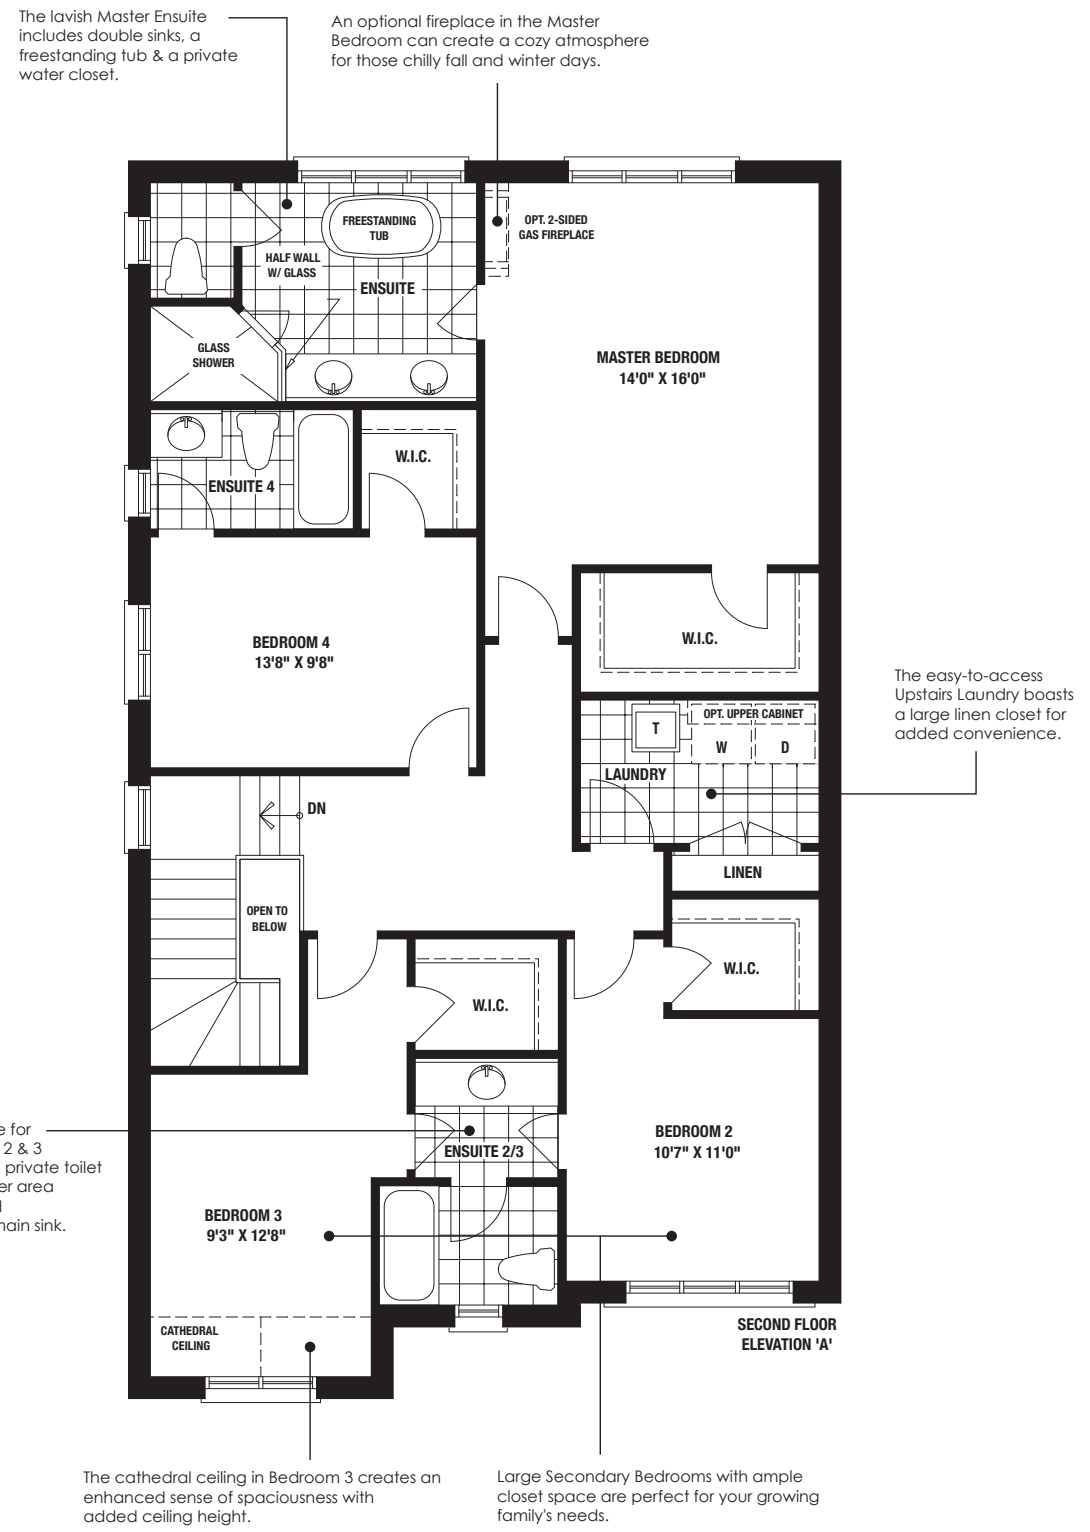 The lavish Master Ensuite
includes double sinks, a
freestanding tub & a private
water closet.
An optional fireplace in the Master
Bedroom can create a cozy atmosphere
for those chilly fall and winter days.
FREESTANDING
TUB
OPT. 2-SIDED
GAS FIREPLACE
HALF WALL
W/ GLASS
ENSUITE
GLASS
SHOWER
MASTER BEDROOM
14'0" X 16'0"
W.I.C.
ENSUITE 4
BEDROOM 4
13'8" X 9'8"
W.I.C.
The easy-to-access
Upstairs Laundry boasts
a large linen closet for
added convenience.
OPT. UPPER CABINET
T
W
D
LAUNDRY
DN
LINEN
OPEN TO
BELOW
W.I.C.
W.I.C.
for
2 & 3
private toilet
area
sink.
ENSUITE 2/3
BEDROOM 2
10'7" X 11'0"
BEDROOM 3
9'3" X 12'8"
CATHEDRAL
CEILING
SECOND FLOOR
ELEVATION 'A'
The cathedral ceiling in Bedroom 3 creates an
enhanced sense of spaciousness with
added ceiling height.
Large Secondary Bedrooms with ample
closet space are perfect for your growing
family's needs.